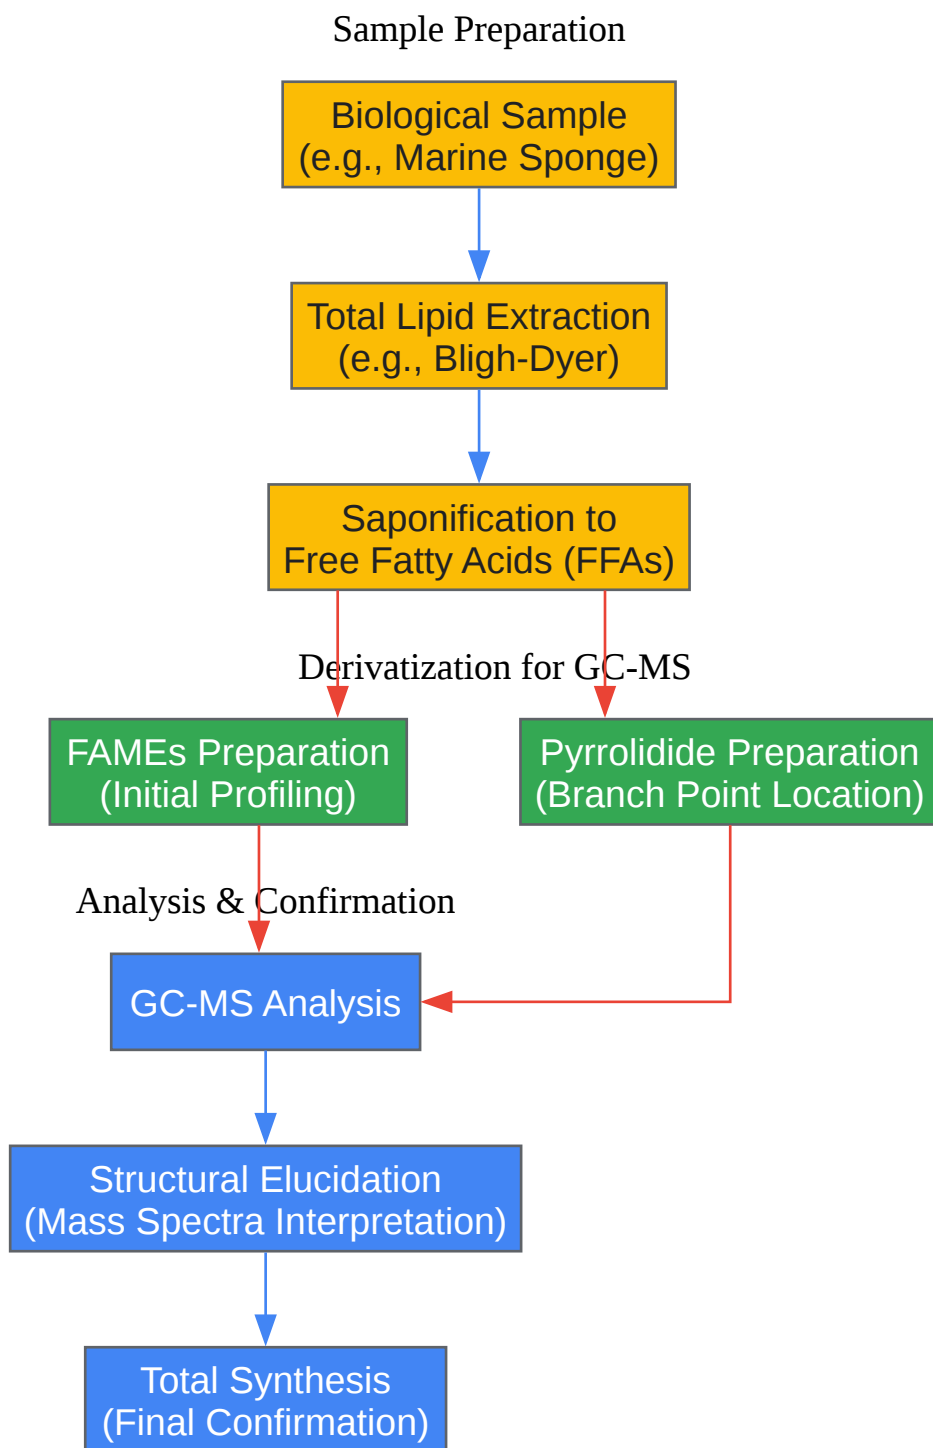 Sample Preparation
Biological Sample
(e.g., Marine Sponge)
Total Lipid Extraction
(e.g., Bligh-Dyer)
Saponification to
Free Fatty Acids (FFAs)
Derivatization for GC-MS
FAMEs Preparation
(Initial Profiling)
Pyrrolidide Preparation
(Branch Point Location)
Analysis & Confirmation
GC-MS Analysis
Structural Elucidation
(Mass Spectra Interpretation)
Total Synthesis
(Final Confirmation)